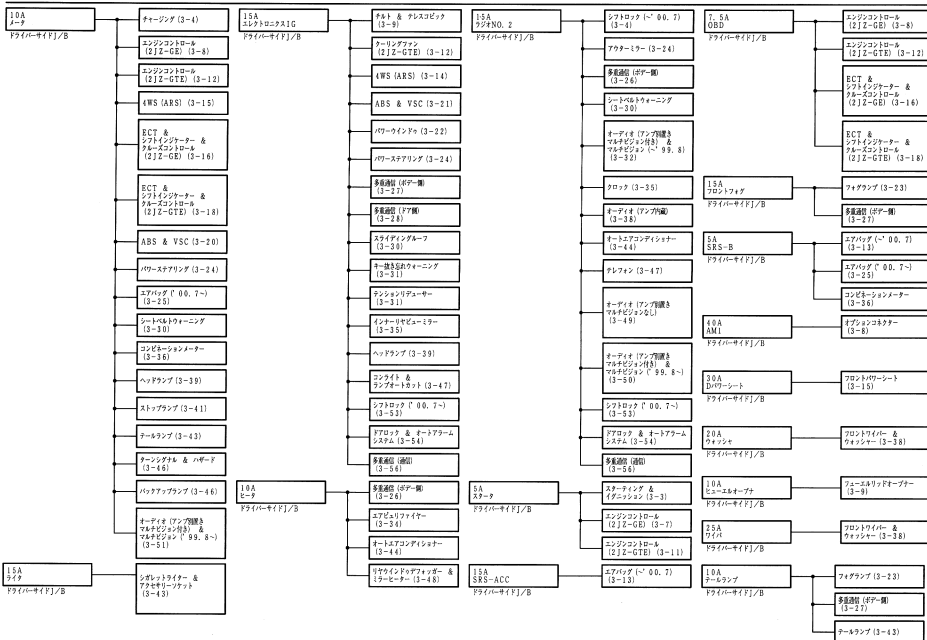 10A
メータ
ドライバーサイドJ/B
チャージング (3-4)
エンジンコントロール
(2JZ-GE) (3-8)
エンジンコントロール
(2JZ-GTE) (3-12)
4WS (ARS) (3-15)
ECT &
シフトインジケーター &
クルーズコントロール
(2JZ-GE) (3-16)
ECT &
シフトインジケーター &
クルーズコントロール
(2JZ-GTE) (3-18)
ABS & VSC (3-20)
パワーステアリング (3-24)
エアバッグ ('00.7~)
(3-25)
シートベルトウォーニング
(3-30)
コンビネーションメーター
(3-36)
ヘッドランプ (3-39)
ストップランプ (3-41)
テールランプ (3-43)
ターンシグナル & ハザード
(3-46)
バックアップランプ (3-46)
オーディオ (アンプ別置き
マルチビジョン付き) &
マルチビジョン ('99.8~)
(3-51)
15A
ライタ
ドライバーサイドJ/B
シガレットライター &
アクセサリーソケット
(3-43)
15A
エレクトロニクスIG
ドライバーサイドJ/B
チルト & テレスコピック
(3-9)
クーリングファン
(2JZ-GTE) (3-12)
4WS (ARS) (3-14)
ABS & VSC (3-21)
パワーウインドゥ (3-22)
パワーステアリング (3-24)
多重通信 (ボデー側)
(3-27)
多重通信 (ドア側)
(3-28)
スライディングルーフ
(3-30)
キー抜き忘れウォーニング
(3-31)
テンションリデューサー
(3-31)
インナーリヤビューミラー
(3-35)
ヘッドランプ (3-39)
コンライト &
ランプオートカット (3-47)
シフトロック ('00.7~)
(3-53)
ドアロック & オートアラーム
システム (3-54)
多重通信 (通信)
(3-56)
10A
ヒータ
ドライバーサイドJ/B
多重通信 (ボデー側)
(3-26)
エアピュリファイヤー
(3-34)
オートエアコンディショナー
(3-44)
リヤウインドゥデフォッガー &
ミラーヒーター (3-48)
15A
ラジオNO.2
ドライバーサイドJ/B
シフトロック (~'00.7)
(3-4)
アウターミラー (3-24)
多重通信 (ボデー側)
(3-26)
シートベルトウォーニング
(3-30)
オーディオ (アンプ別置き
マルチビジョン付き) &
マルチビジョン (~'99.8)
(3-32)
クロック (3-35)
オーディオ (アンプ内蔵)
(3-38)
オートエアコンディショナー
(3-44)
テレフォン (3-47)
オーディオ (アンプ別置き
マルチビジョンなし)
(3-49)
オーディオ (アンプ別置き
マルチビジョン付き) &
マルチビジョン ('99.8~)
(3-50)
シフトロック ('00.7~)
(3-53)
ドアロック & オートアラーム
システム (3-54)
多重通信 (通信)
(3-56)
5A
スタータ
ドライバーサイドJ/B
スターティング &
イグニッション (3-3)
エンジンコントロール
(2JZ-GE) (3-7)
エンジンコントロール
(2JZ-GTE) (3-11)
15A
SRS-ACC
ドライバーサイドJ/B
エアバッグ (~'00.7)
(3-13)
7.5A
OBD
ドライバーサイドJ/B
エンジンコントロール
(2JZ-GE) (3-8)
エンジンコントロール
(2JZ-GTE) (3-12)
ECT &
シフトインジケーター &
クルーズコントロール
(2JZ-GE) (3-16)
ECT &
シフトインジケーター &
クルーズコントロール
(2JZ-GTE) (3-18)
15A
フロントフォグ
ドライバーサイドJ/B
フォグランプ (3-23)
多重通信 (ボデー側)
(3-27)
5A
SRS-B
ドライバーサイドJ/B
エアバッグ (~'00.7)
(3-13)
エアバッグ ('00.7~)
(3-25)
コンビネーションメーター
(3-36)
40A
AM1
ドライバーサイドJ/B
オプションコネクター
(3-8)
30A
Dパワーシート
ドライバーサイドJ/B
フロントパワーシート
(3-15)
20A
ウォッシャ
ドライバーサイドJ/B
フロントワイパー &
ウォッシャー (3-38)
10A
ヒューエルオープナ
ドライバーサイドJ/B
フューエルリッドオープナー
(3-9)
25A
ワイパ
ドライバーサイドJ/B
フロントワイパー &
ウォッシャー (3-38)
10A
テールランプ
ドライバーサイドJ/B
フォグランプ (3-23)
多重通信 (ボデー側)
(3-27)
テールランプ (3-43)